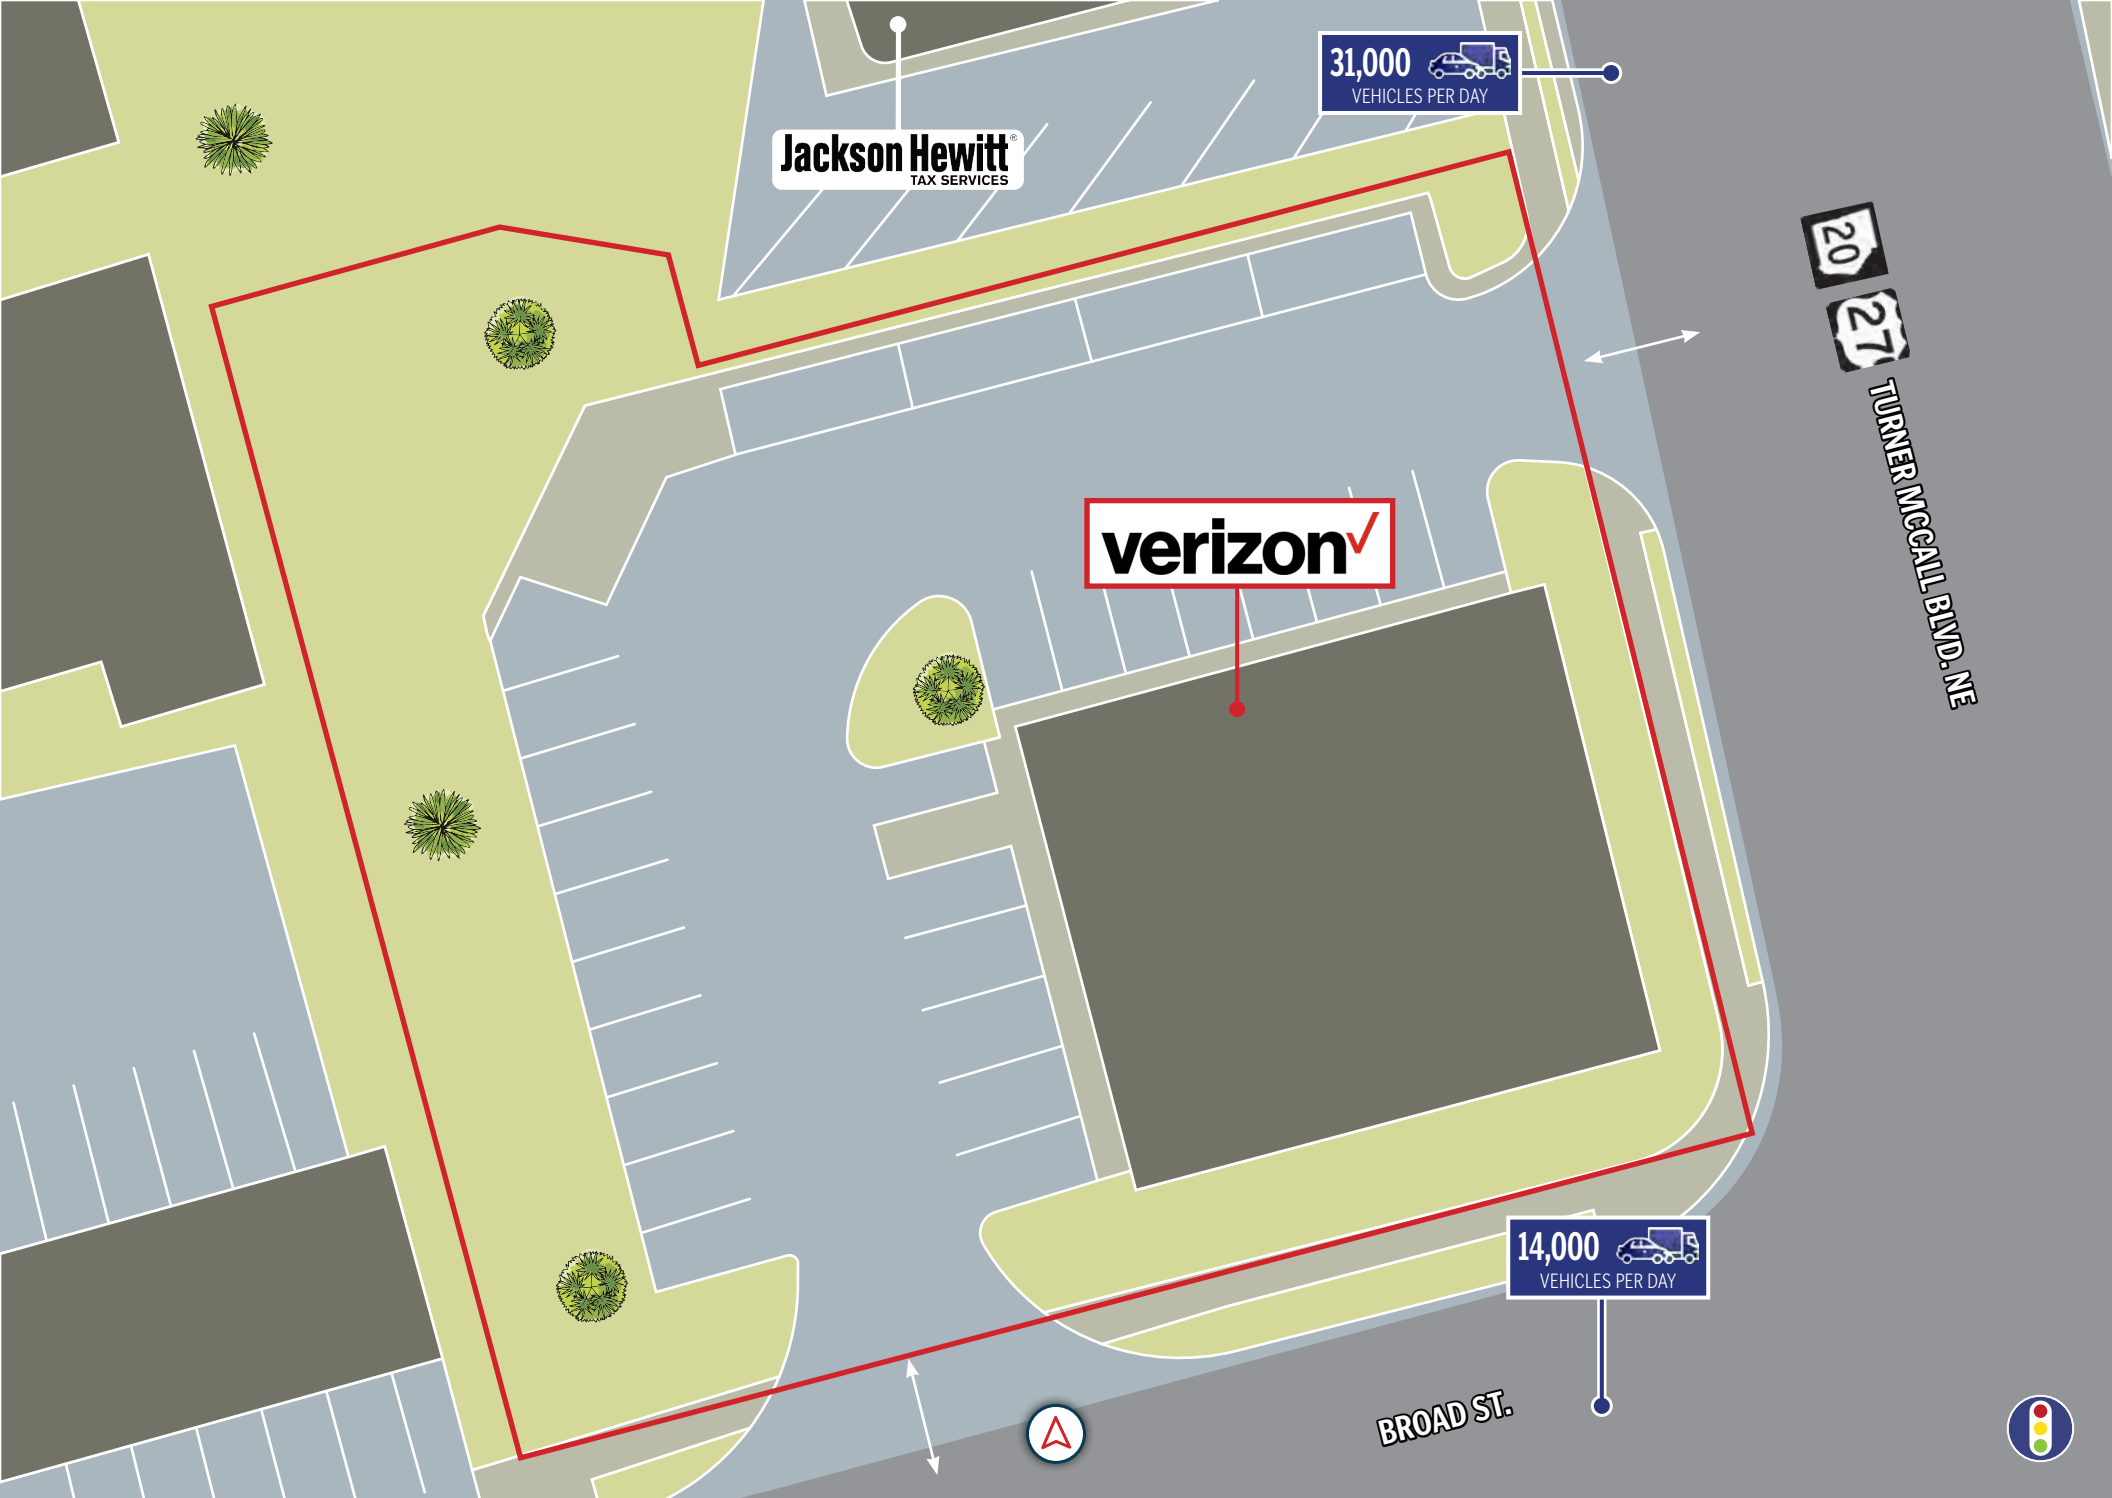 31,000
VEHICLES PER DAY
Jackson Hewitt®
TAX SERVICES
20
27
TURNER MCCALL BLVD. NE
verizon
14,000
VEHICLES PER DAY
BROAD ST.